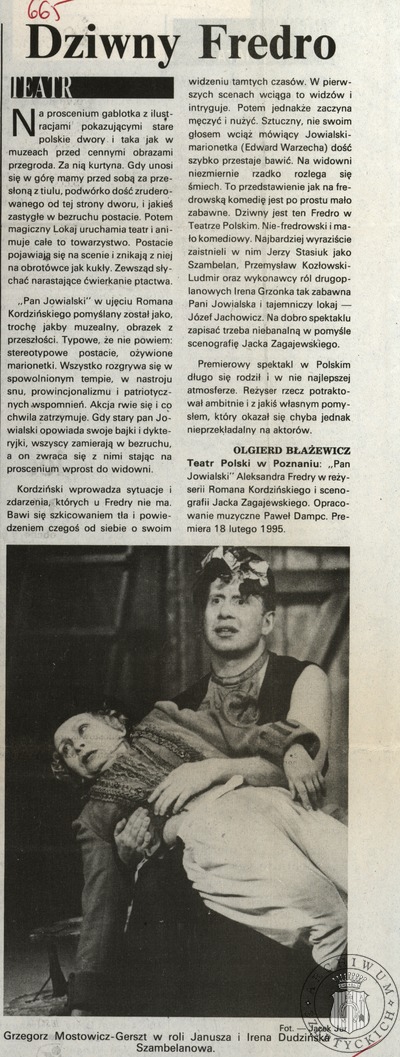 665
Dziwny Fredro
TEATR
Na proscenium gablotka z ilust-
racjami pokazującymi stare
polskie dwory i taka jak w
muzeach przed cennymi obrazami
przegroda. Za nią kurtyna. Gdy unosi
się w górę mamy przed sobą za prze-
słoną z tiulu, podwórko dość zrudero-
wanego od tej strony dworu, i jakieś
zastygłe w bezruchu postacie. Potem
magiczny Lokaj uruchamia teatr i ani-
muje całe to towarzystwo. Postacie
pojawiają się na scenie i znikają z niej
na obrotówce jak kukły. Zewsząd sły-
chać narastające ćwierkanie ptactwa.
„Pan Jowialski" w ujęciu Romana
Kordzińskiego pomyślany został jako,
trochę jakby muzealny, obrazek z
przeszłości. Typowe, że nie powiem:
stereotypowe postacie, ożywione
marionetki. Wszystko rozgrywa się w
spowolnionym tempie, w nastroju
snu, prowincjonalizmu i patriotycz-
nych wspomnień. Akcja rwie się i co
chwila zatrzymuje. Gdy stary pan Jo-
wialski opowiada swoje bajki i dykte-
ryjki, wszyscy zamierają w bezruchu,
a on zwraca się z nimi stając na
proscenium wprost do widowni.
Kordziński wprowadza sytuacje i
zdarzenia, których u Fredry nie ma.
Bawi się szkicowaniem tła i powie-
dzeniem czegoś od siebie o swoim
widzeniu tamtych czasów. W pierw-
szych scenach wciąga to widzów i
intryguje. Potem jednakże zaczyna
męczyć i nużyć. Sztuczny, nie swoim
głosem wciąż mówiący Jowialski-
marionetka (Edward Warzecha) dość
szybko przestaje bawić. Na widowni
niezmiernie rzadko rozlega się
śmiech. To przedstawienie jak na fre-
drowską komedię jest po prostu mało
zabawne. Dziwny jest ten Fredro w
Teatrze Polskim. Nie-fredrowski i ma-
ło komediowy. Najbardziej wyraziście
zaistnieli w nim Jerzy Stasiuk jako
Szambelan, Przemysław Kozłowski-
Ludmir oraz wykonawcy ról drugop-
lanowych Irena Grzonka tak zabawna
Pani Jowialska i tajemniczy lokaj —
Józef Jachowicz. Na dobro spektaklu
zapisać trzeba niebanalną w pomyśle
scenografię Jacka Zagajewskiego.
Premierowy spektakl w Polskim
długo się rodził i w nie najlepszej
atmosferze. Reżyser rzecz potrakto-
wał ambitnie i z jakiś własnym pomy-
słem, który okazał się chyba jednak
nieprzekładalny na aktorów.
OLGIERD BŁAŻEWICZ
Teatr Polski w Poznaniu: „Pan
Jowialski" Aleksandra Fredry w reży-
serii Romana Kordzińskiego i sceno-
grafii Jacka Zagajewskiego. Opraco-
wanie muzyczne Paweł Dampc. Pre-
miera 18 lutego 1995.
Fot. — Jacek
Grzegorz Mostowicz-Gerszt w roli Janusza i Irena Dudzińska
Szambelanowa.
ARCHIWUM